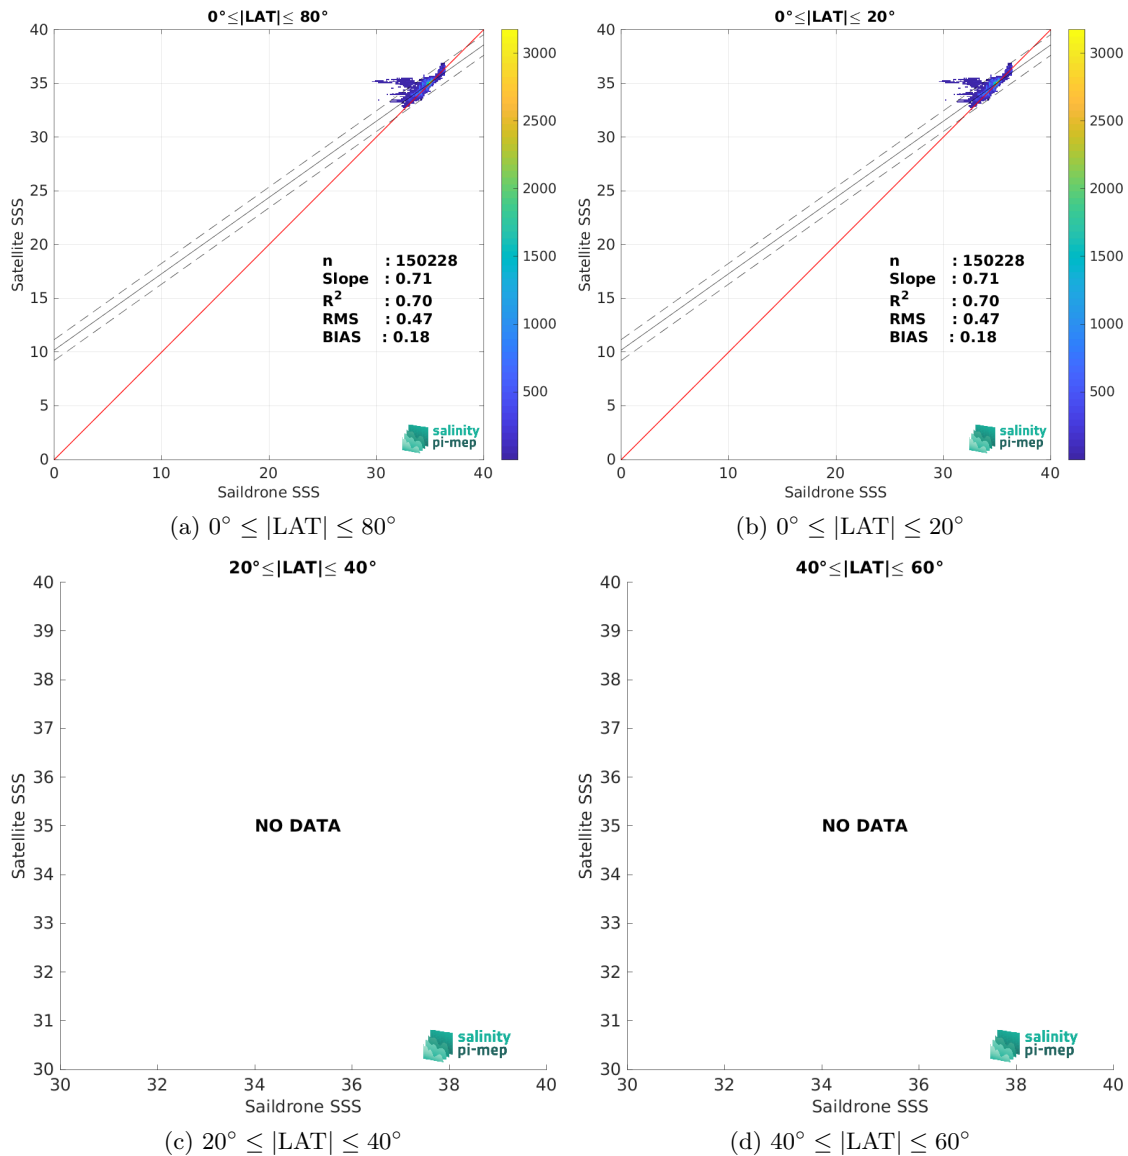 0°≤|LAT|≤ 80°
40
35
30
25
20
15
10
5
0
Satellite SSS
0
10
20
30
40
Saildrone SSS
3000
2500
2000
1500
1000
500
n : 150228
Slope : 0.71
R² : 0.70
RMS : 0.47
BIAS : 0.18
salinity
pi-mep
(a) 0° ≤ |LAT| ≤ 80°
0°≤|LAT|≤ 20°
40
35
30
25
20
15
10
5
0
Satellite SSS
0
10
20
30
40
Saildrone SSS
3000
2500
2000
1500
1000
500
n : 150228
Slope : 0.71
R² : 0.70
RMS : 0.47
BIAS : 0.18
salinity
pi-mep
(b) 0° ≤ |LAT| ≤ 20°
20°≤|LAT|≤ 40°
40
39
38
37
36
35
34
33
32
31
30
Satellite SSS
NO DATA
salinity
pi-mep
30
32
34
36
38
40
Saildrone SSS
(c) 20° ≤ |LAT| ≤ 40°
40°≤|LAT|≤ 60°
40
39
38
37
36
35
34
33
32
31
30
Satellite SSS
NO DATA
salinity
pi-mep
30
32
34
36
38
40
Saildrone SSS
(d) 40° ≤ |LAT| ≤ 60°